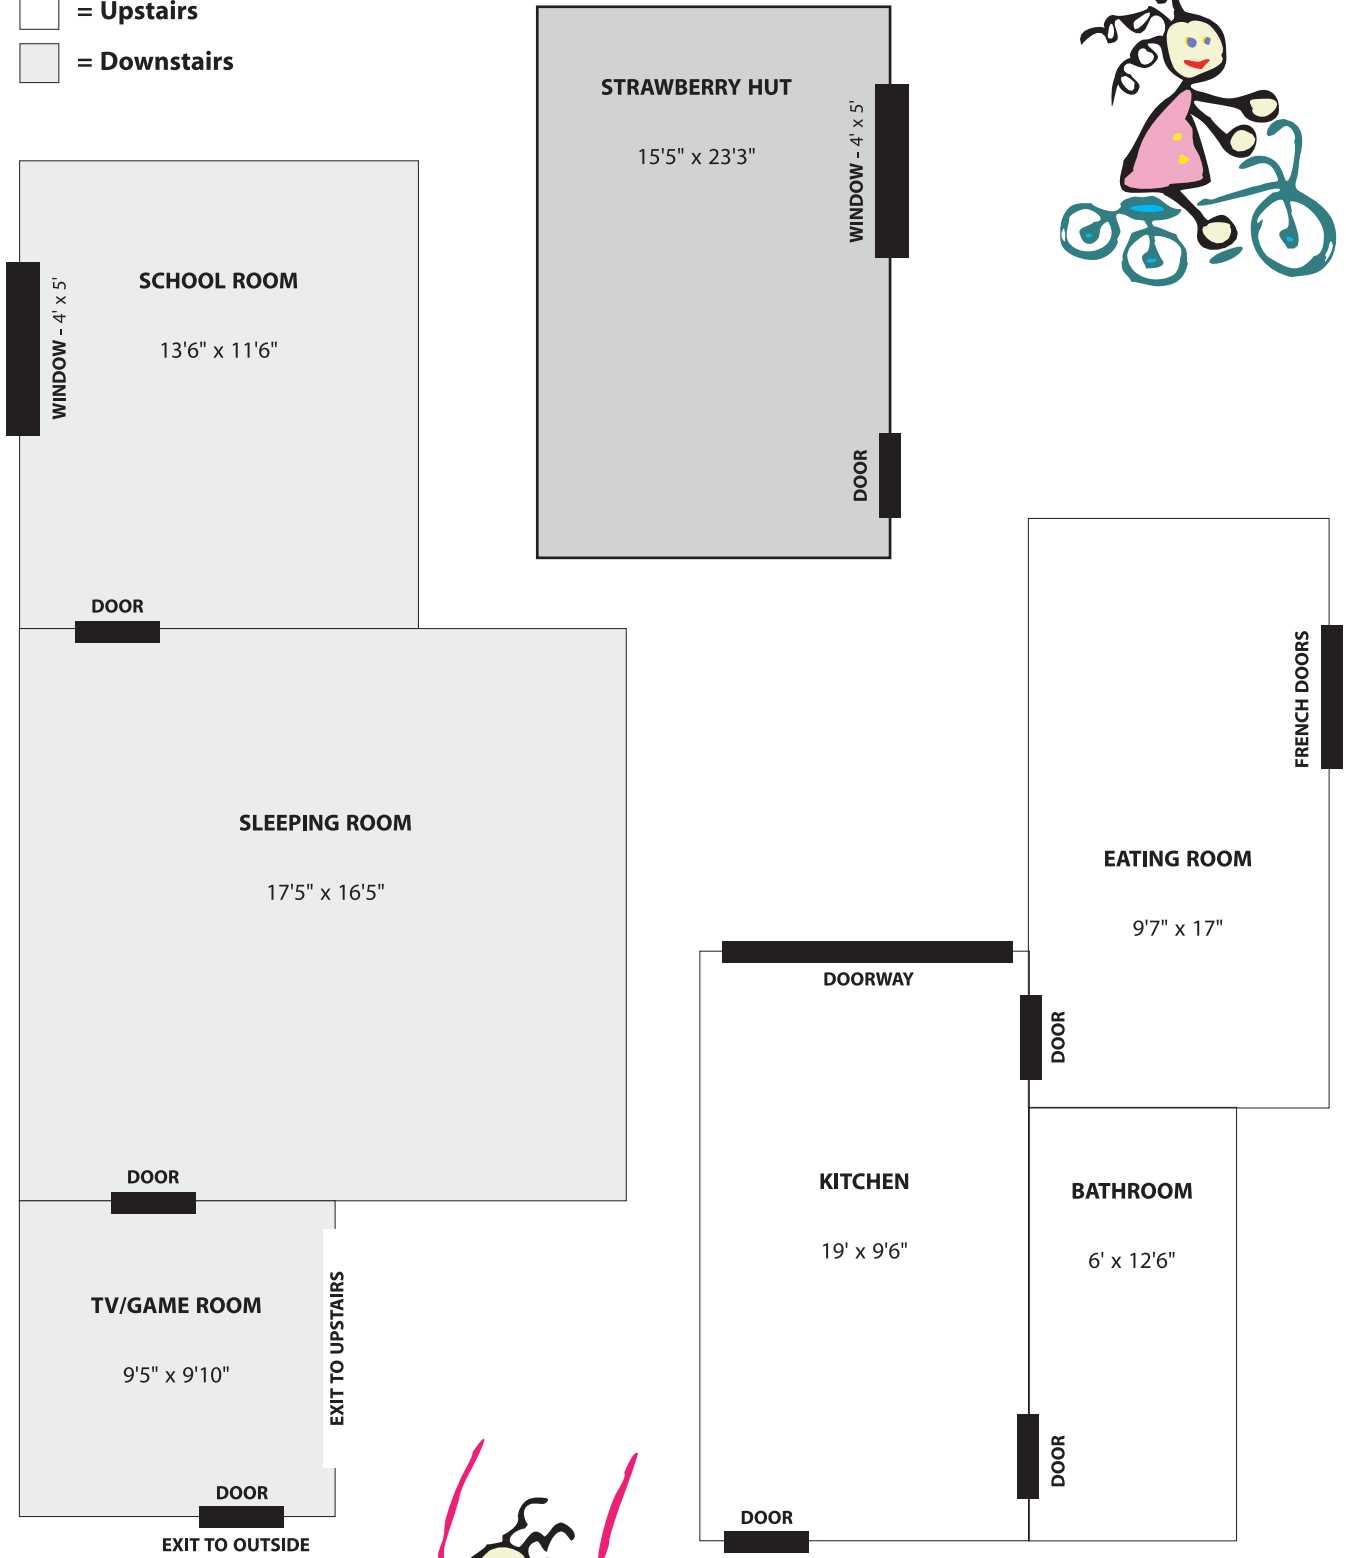 = Upstairs
= Downstairs
STRAWBERRY HUT
15'5" x 23'3"
WINDOW - 4' x 5'
DOOR
SCHOOL ROOM
13'6" x 11'6"
WINDOW - 4' x 5'
DOOR
SLEEPING ROOM
17'5" x 16'5"
DOOR
TV/GAME ROOM
9'5" x 9'10"
EXIT TO UPSTAIRS
DOOR
EXIT TO OUTSIDE
FRENCH DOORS
EATING ROOM
9'7" x 17"
DOORWAY
DOOR
KITCHEN
19' x 9'6"
BATHROOM
6' x 12'6"
DOOR
DOOR